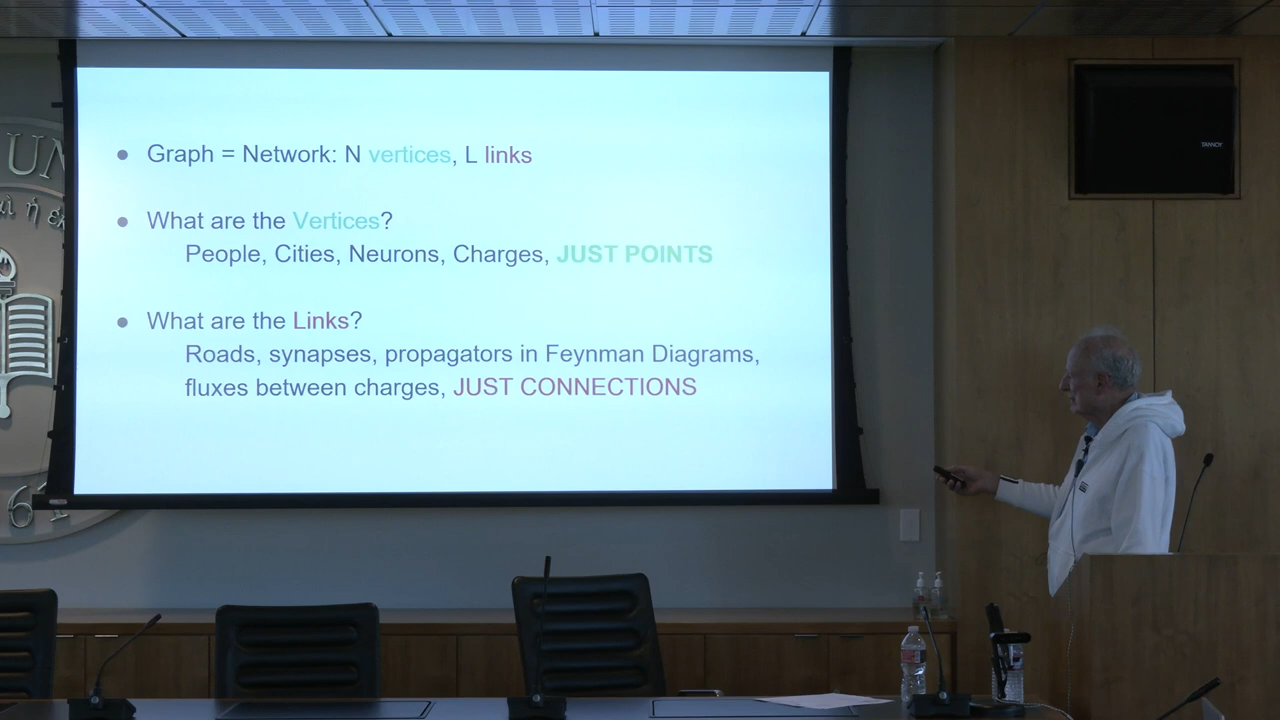 • Graph = Network: N vertices, L links
• What are the Vertices?
People, Cities, Neurons, Charges, JUST POINTS
• What are the Links?
Roads, synapses, propagators in Feynman Diagrams,
fluxes between charges, JUST CONNECTIONS
TANNOY